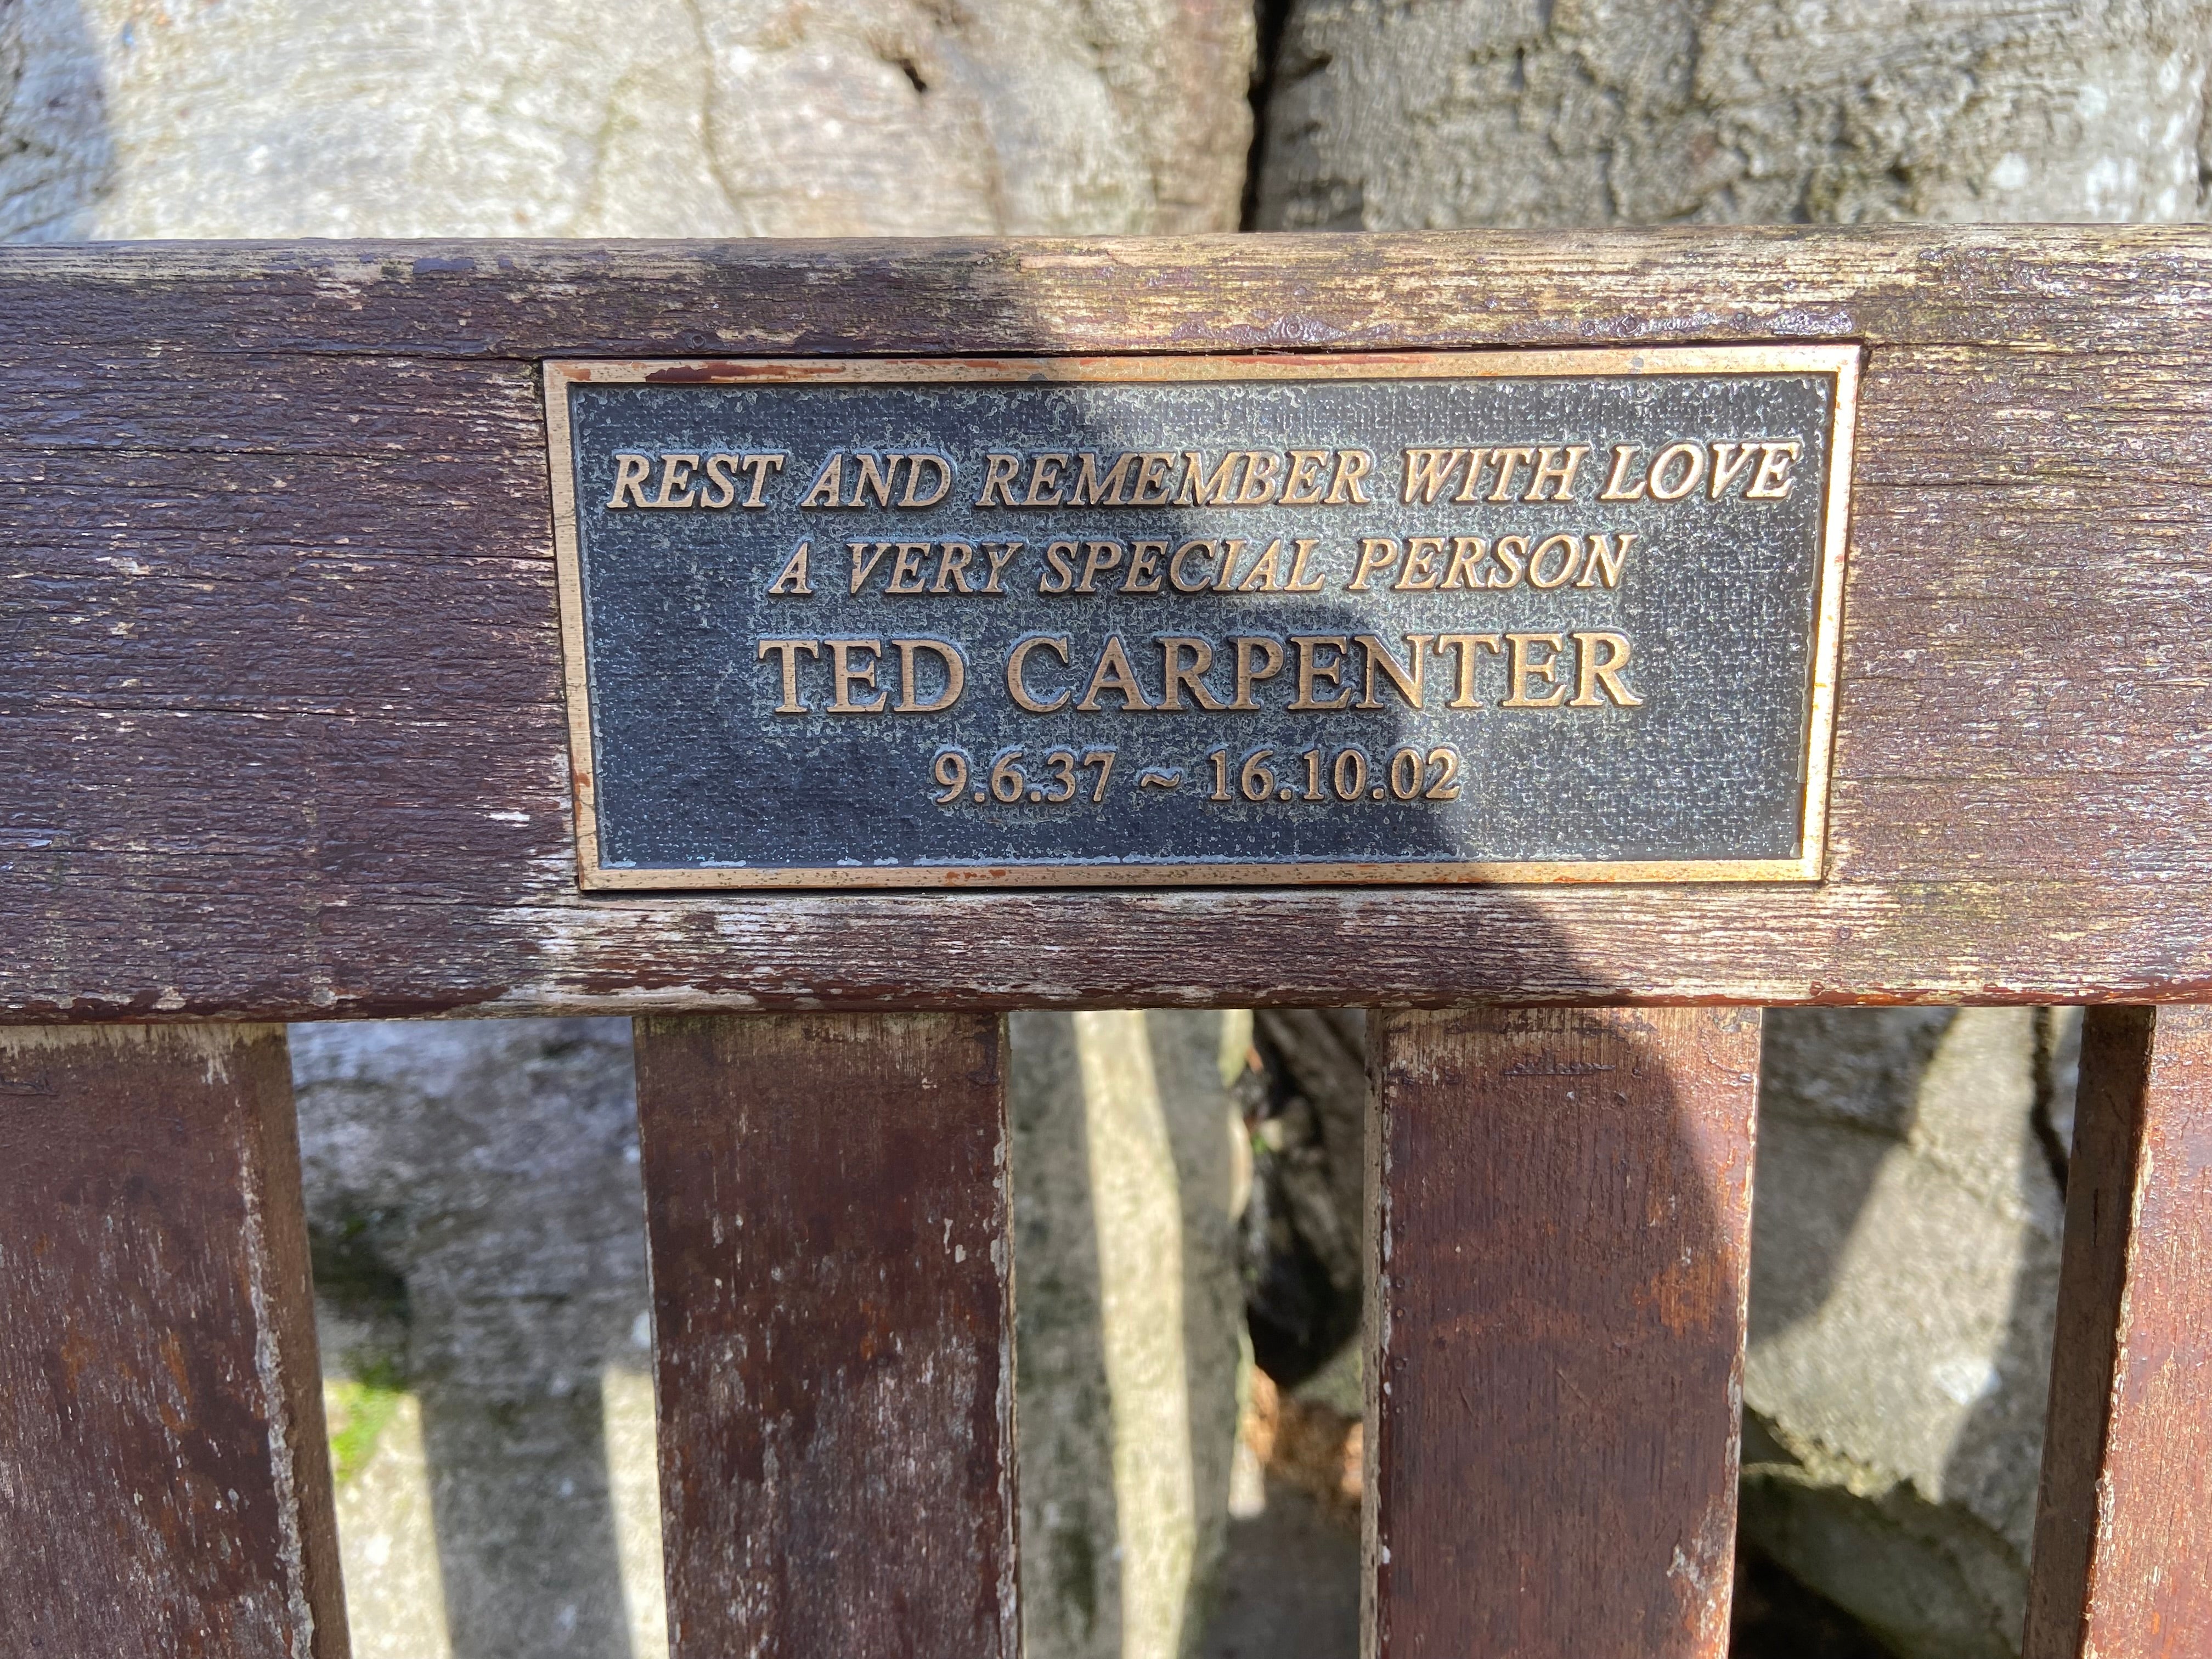 REST AND REMEMBER WITH LOVE
A VERY SPECIAL PERSON
TED CARPENTER
9.6.37 ~ 16.10.02